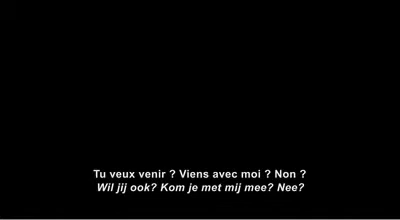 Tu veux venir ? Viens avec moi ? Non ?
Wil jij ook? Kom je met mij mee? Nee?